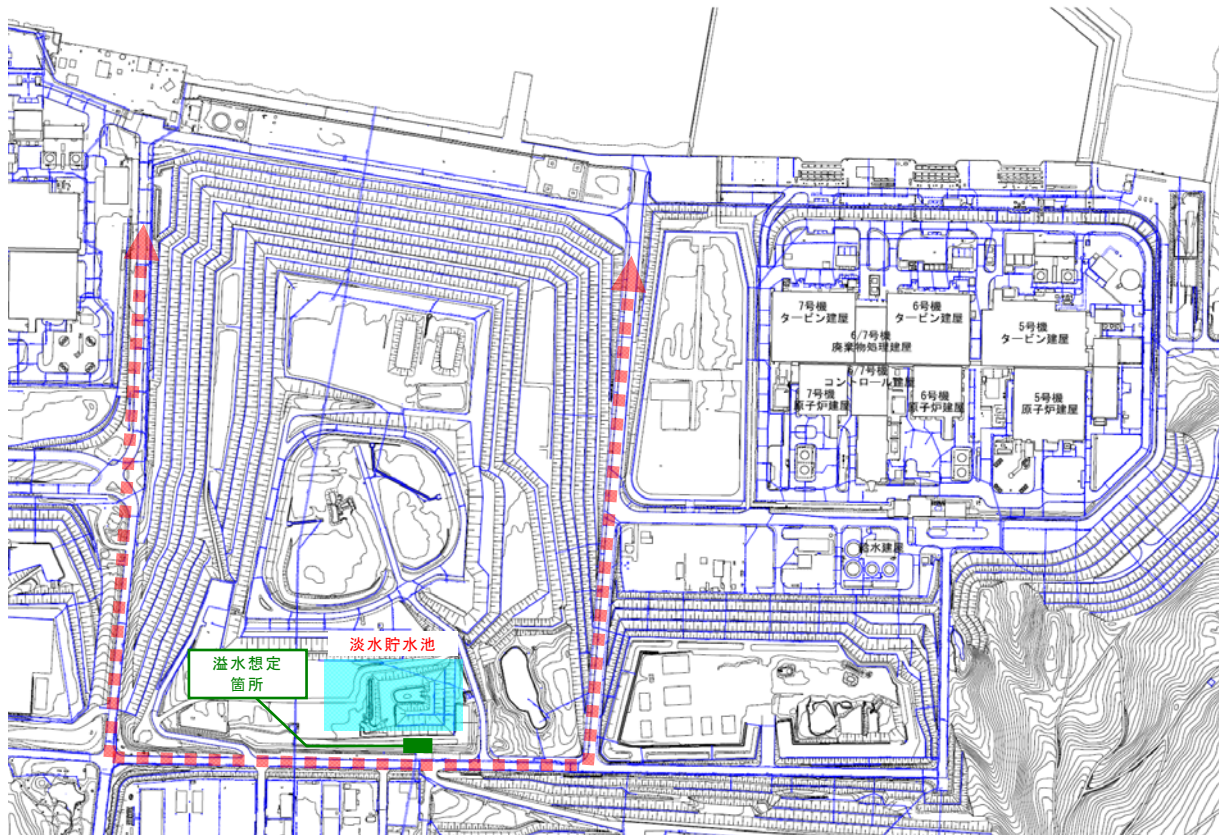 7号機
タービン建屋
6号機
タービン建屋
5号機
タービン建屋
6/7号機
廃棄物処理建屋
6/7号機
コントロール建屋
7号機
原子炉建屋
6号機
原子炉建屋
5号機
原子炉建屋
給水建屋
淡水貯水池
溢水想定
箇所